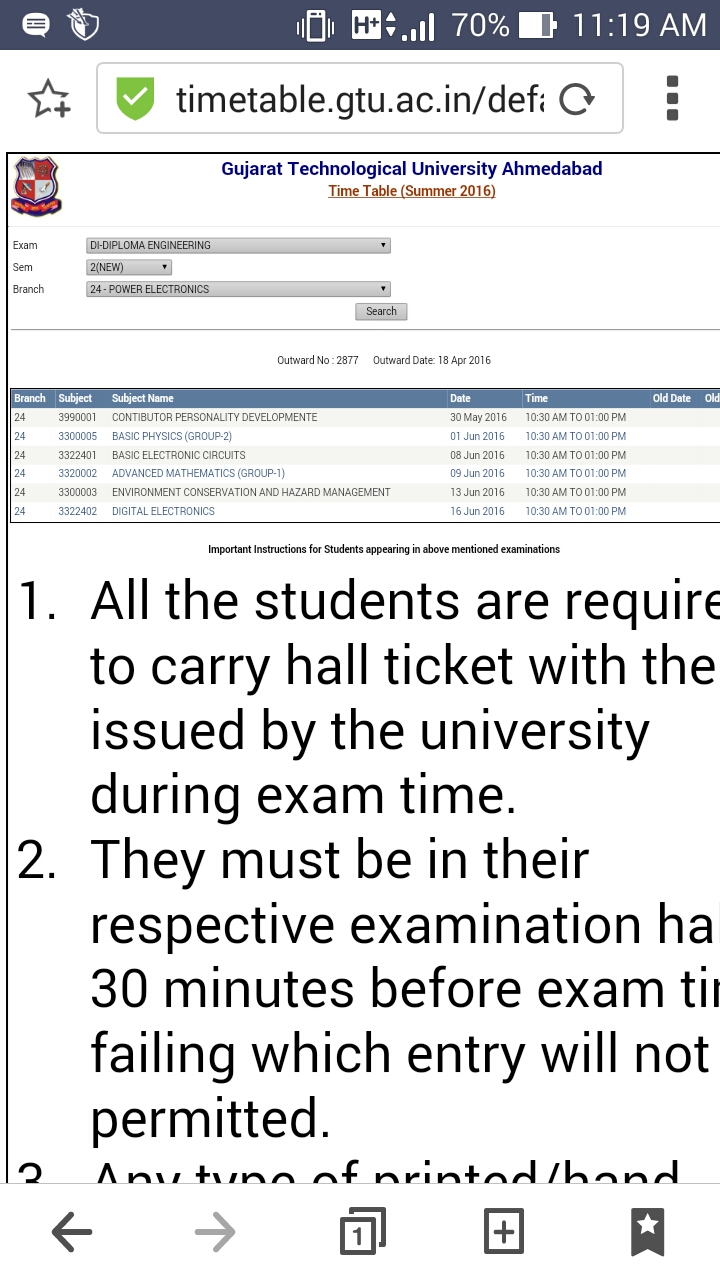 70% 11:19 AM
timetable.gtu.ac.in/defa
Gujarat Technological University Ahmedabad
Time Table (Summer 2016)
Exam DI-DIPLOMA ENGINEERING
Sem 2(NEW)
Branch 24 - POWER ELECTRONICS
Search
Outward No : 2877 Outward Date: 18 Apr 2016
Branch Subject Subject Name Date Time Old Date Old
24 3990001 CONTIBUTOR PERSONALITY DEVELOPMENTE 30 May 2016 10:30 AM TO 01:00 PM
24 3300005 BASIC PHYSICS (GROUP-2) 01 Jun 2016 10:30 AM TO 01:00 PM
24 3322401 BASIC ELECTRONIC CIRCUITS 08 Jun 2016 10:30 AM TO 01:00 PM
24 3320002 ADVANCED MATHEMATICS (GROUP-1) 09 Jun 2016 10:30 AM TO 01:00 PM
24 3300003 ENVIRONMENT CONSERVATION AND HAZARD MANAGEMENT 13 Jun 2016 10:30 AM TO 01:00 PM
24 3322402 DIGITAL ELECTRONICS 16 Jun 2016 10:30 AM TO 01:00 PM
Important Instructions for Students appearing in above mentioned examinations
1. All the students are require
to carry hall ticket with the
issued by the university
during exam time.
2. They must be in their
respective examination hal
30 minutes before exam ti
failing which entry will not
permitted.
3. Any type of printed/hand
1